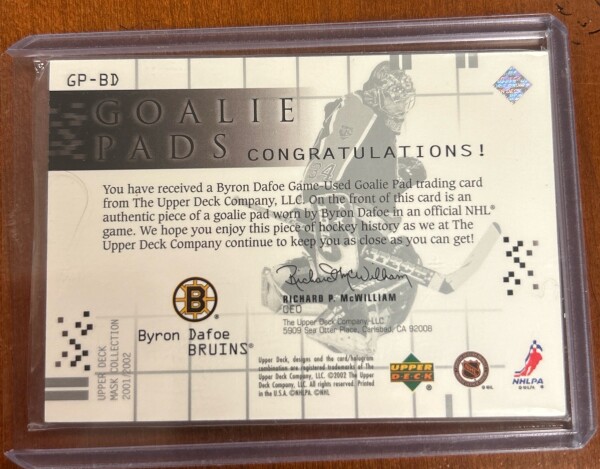 GP-BD
GOALIE
PADS CONGRATULATIONS!
You have received a Byron Dafoe Game-Used Goalie Pad trading card
from The Upper Deck Company, LLC. On the front of this card is an
authentic piece of a goalie pad worn by Byron Dafoe in an official NHL®
game. We hope you enjoy this piece of hockey history as we at The
Upper Deck Company continue to keep you as close as you can get!
Richard P. McWilliam
RICHARD P. McWILLIAM
CEO
The Upper Deck Company, LLC
5909 Sea Otter Place, Carlsbad, CA 92008
B
Byron Dafoe
BRUINS®
UPPER DECK
MASK COLLECTION
2001/2002
Upper Deck, designs and the card/hologram
combination are registered trademarks of The Upper
Deck Company, LLC. ©2002 The Upper
Deck Company, LLC. All rights reserved. Printed
in the U.S.A. ©NHLPA. ©NHL
UPPER
DECK
© NHL
NHLPA